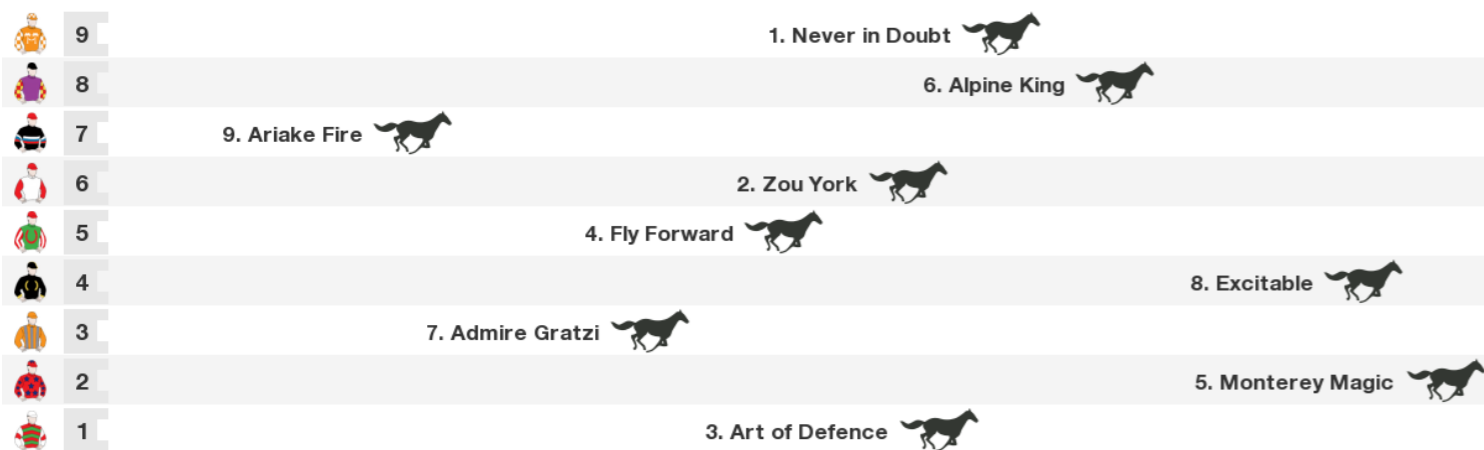 9 1. Never in Doubt
8 6. Alpine King
7 9. Ariake Fire
6 2. Zou York
5 4. Fly Forward
4 8. Excitable
3 7. Admire Gratzi
2 5. Monterey Magic
1 3. Art of Defence